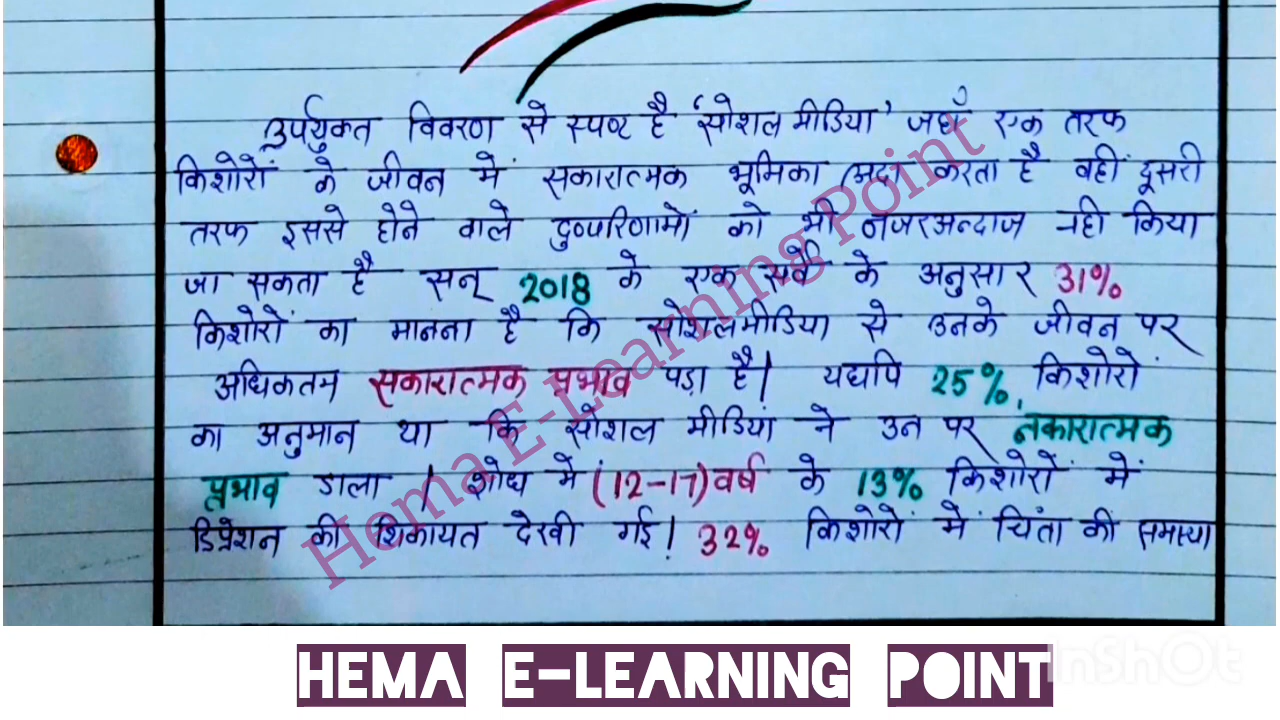 उर्पयुक्त विवरण से स्पष्ट है 'सोशल मीडिया' जहाँ एक तरफ
किशोरों के जीवन में सकारात्मक भूमिका अदा करता है वहीं दूसरी
तरफ इससे होने वाले दुष्परिणामों को भी नजरअन्दाज नही किया
जा सकता है सन् 2018 के एक सर्वे के अनुसार 31%
किशोरों का मानना है कि सोशलमीडिया से उनके जीवन पर
अधिकतम सकारात्मक प्रभाव पड़ा है। यद्यपि 25% किशोरों
का अनुमान था कि सोशल मीडिया ने उन पर नकारात्मक
प्रभाव डाला। शोध में (12-17) वर्ष के 13% किशोरों में
डिप्रेशन की शिकायत देखी गई। 32% किशोरों में चिंता की समस्या
Hema E-Learning Point
HEMA E-LEARNING POINT
InShOt